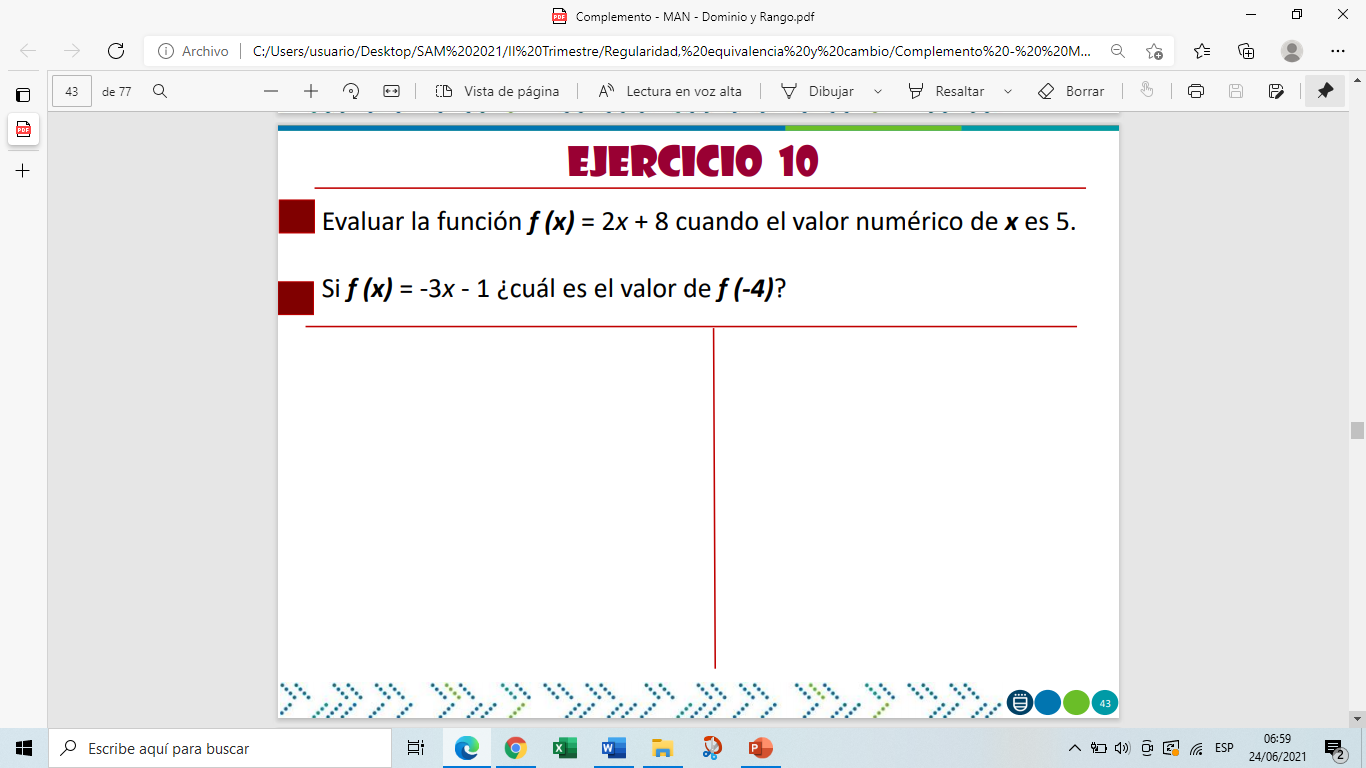 Complemento - MAN - Dominio y Rango.pdf
Archivo C:/Users/usuario/Desktop/SAM%202021/II%20Trimestre/Regularidad,%20equivalencia%20y%20cambio/Complemento%20-%20%20M...
43 de 77 Vista de página Lectura en voz alta Dibujar Resaltar Borrar
EJERCICIO 10
Evaluar la función f (x) = 2x + 8 cuando el valor numérico de x es 5.
Si f (x) = -3x - 1 ¿cuál es el valor de f (-4)?
43
Escribe aquí para buscar
ESP
06:59
24/06/2021
2